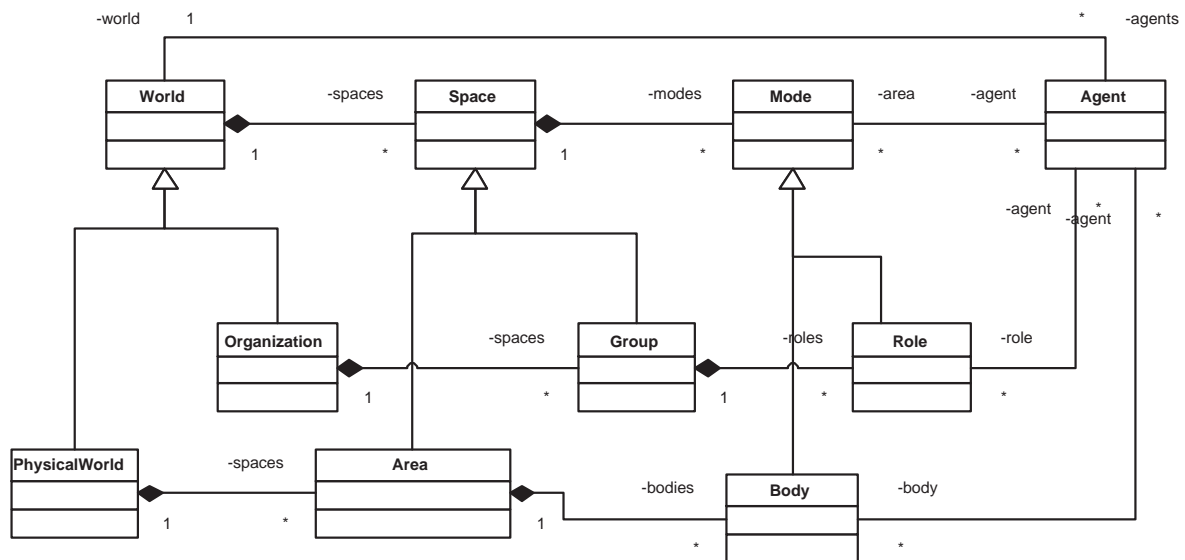 -world 1 * -agents
World -spaces Space -modes Mode -area -agent Agent
1 * 1 * * *
-agent * -agent *
Organization -spaces Group -roles Role -role
1 * 1 * *
PhysicalWorld -spaces Area -bodies Body -body
1 * 1 * *